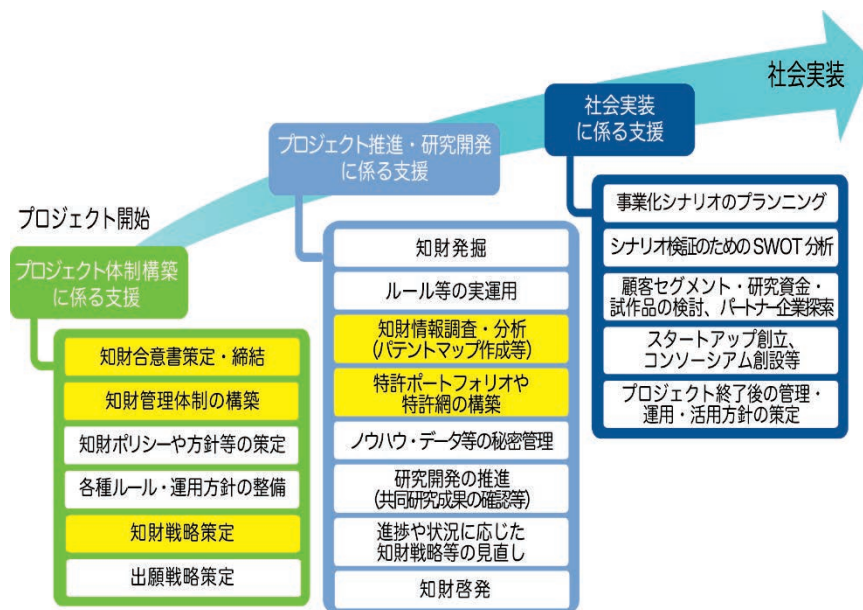 社会実装
プロジェクト開始
プロジェクト体制構築
に係る支援
知財合意書策定・締結
知財管理体制の構築
知財ポリシーや方針等の策定
各種ルール・運用方針の整備
知財戦略策定
出願戦略策定
プロジェクト推進・研究開発
に係る支援
知財発掘
ルール等の実運用
知財情報調査・分析
(パテントマップ作成等)
特許ポートフォリオや
特許網の構築
ノウハウ・データ等の秘密管理
研究開発の推進
(共同研究成果の確認等)
進捗や状況に応じた
知財戦略等の見直し
知財啓発
社会実装
に係る支援
事業化シナリオのプランニング
シナリオ検証のための SWOT 分析
顧客セグメント・研究資金・
試作品の検討、パートナー企業探索
スタートアップ創立、
コンソーシアム創設等
プロジェクト終了後の管理・
運用・活用方針の策定